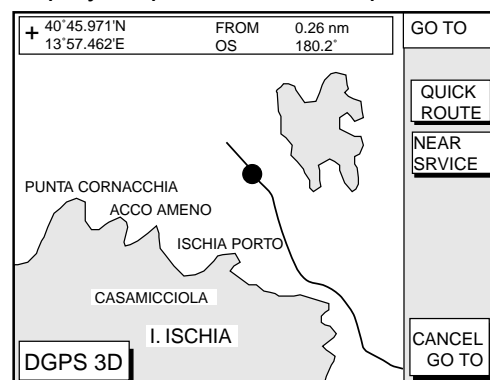 + 40°45.971'N FROM 0.26 nm
13°57.462'E OS 180.2°
GO TO
QUICK
ROUTE
NEAR
SRVICE
PUNTA CORNACCHIA
ACCO AMENO
ISCHIA PORTO
CASAMICCIOLA
I. ISCHIA
DGPS 3D
CANCEL
GO TO